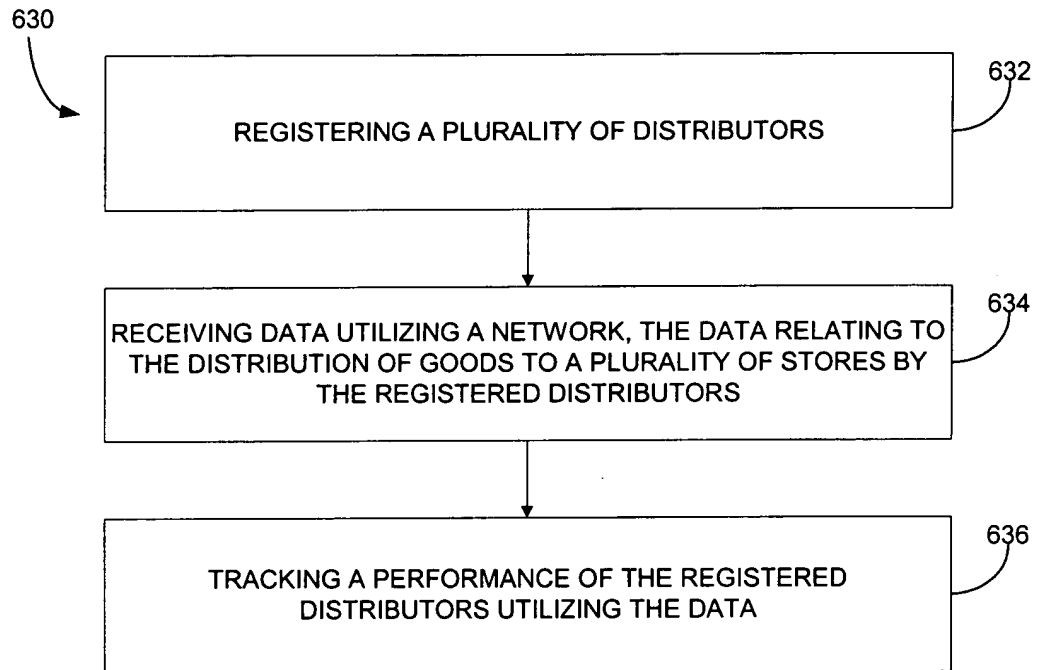 630
632
REGISTERING A PLURALITY OF DISTRIBUTORS
634
RECEIVING DATA UTILIZING A NETWORK, THE DATA RELATING TO
THE DISTRIBUTION OF GOODS TO A PLURALITY OF STORES BY
THE REGISTERED DISTRIBUTORS
636
TRACKING A PERFORMANCE OF THE REGISTERED
DISTRIBUTORS UTILIZING THE DATA